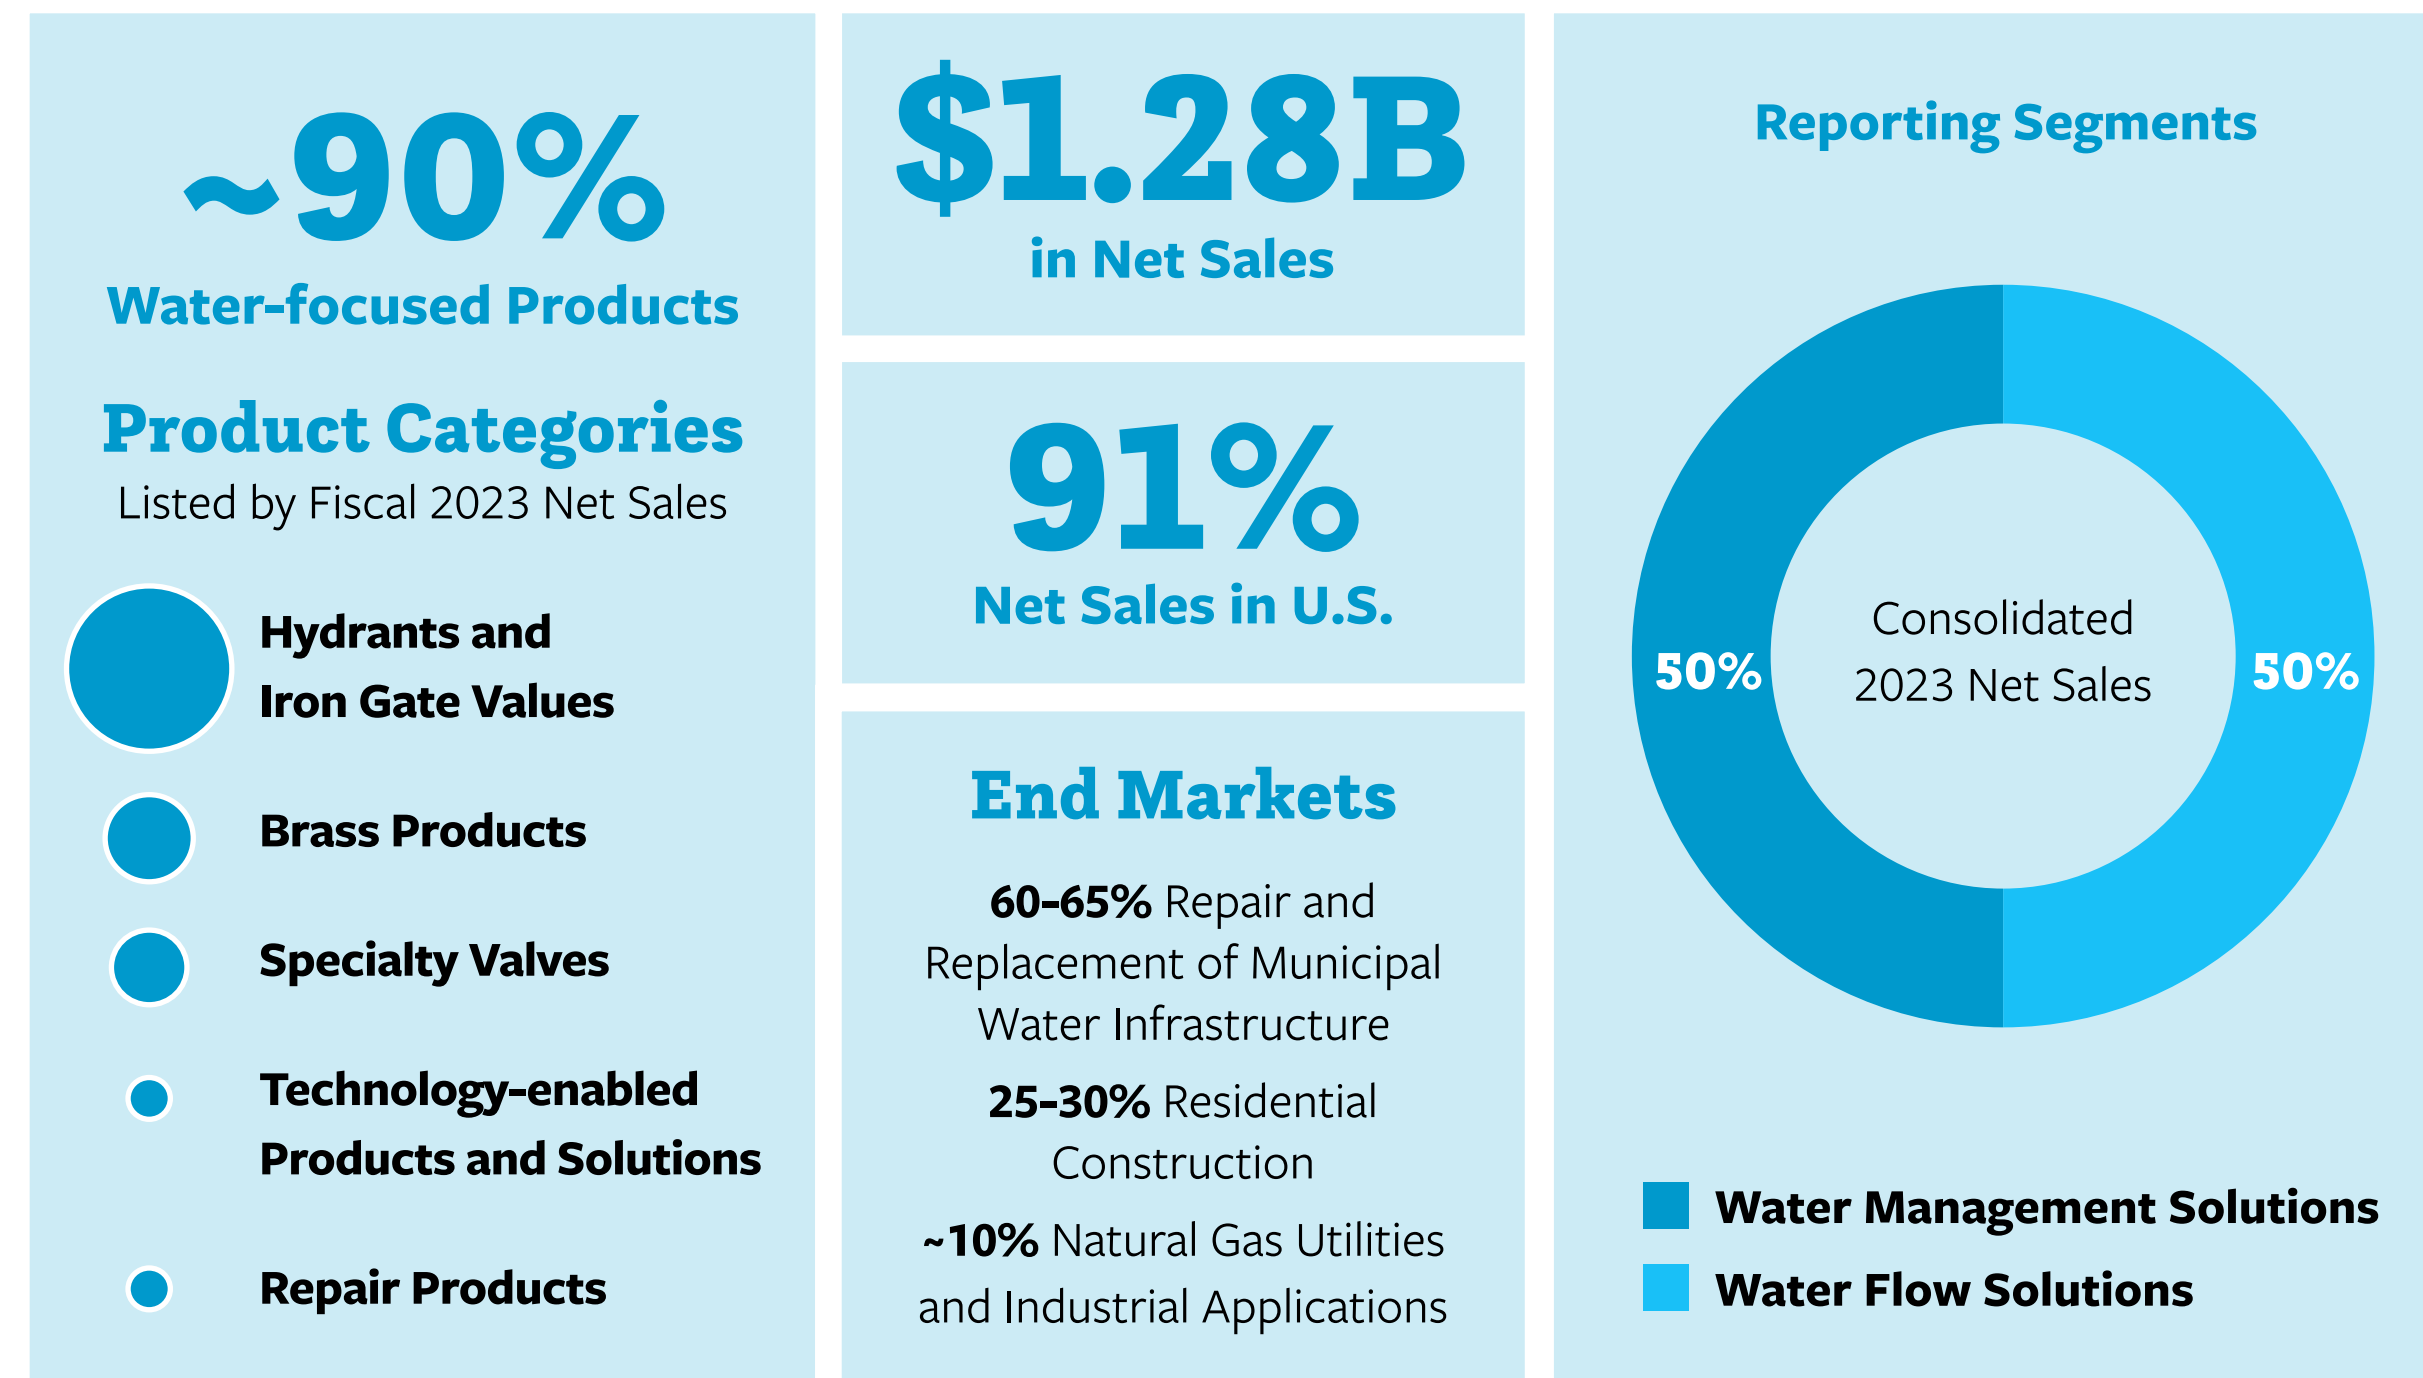 ~90%
Water-focused Products
Product Categories
Listed by Fiscal 2023 Net Sales
Hydrants and
Iron Gate Values
Brass Products
Specialty Valves
Technology-enabled
Products and Solutions
Repair Products
$1.28B
in Net Sales
91%
Net Sales in U.S.
End Markets
60-65% Repair and
Replacement of Municipal
Water Infrastructure
25-30% Residential
Construction
~10% Natural Gas Utilities
and Industrial Applications
Reporting Segments
Consolidated
2023 Net Sales
50%
50%
Water Management Solutions
Water Flow Solutions